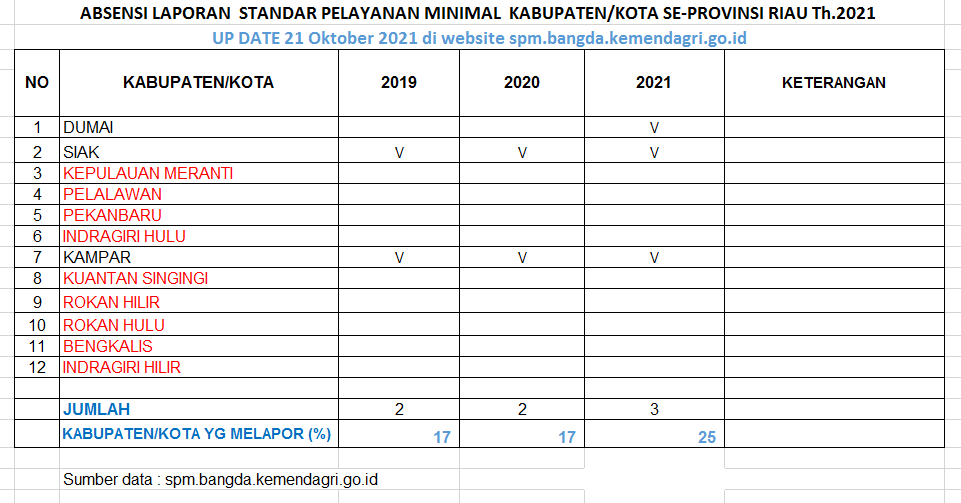 ABSENSI LAPORAN STANDAR PELAYANAN MINIMAL KABUPATEN/KOTA SE-PROVINSI RIAU Th.2021
UP DATE 21 Oktober 2021 di website spm.bangda.kemendagri.go.id
NO KABUPATEN/KOTA 2019 2020 2021 KETERANGAN
1 DUMAI V
2 SIAK V V V
3 KEPULAUAN MERANTI
4 PELALAWAN
5 PEKANBARU
6 INDRAGIRI HULU
7 KAMPAR V V V
8 KUANTAN SINGINGI
9 ROKAN HILIR
10 ROKAN HULU
11 BENGKALIS
12 INDRAGIRI HILIR
JUMLAH 2 2 3
KABUPATEN/KOTA YG MELAPOR (%) 17 17 25
Sumber data : spm.bangda.kemendagri.go.id